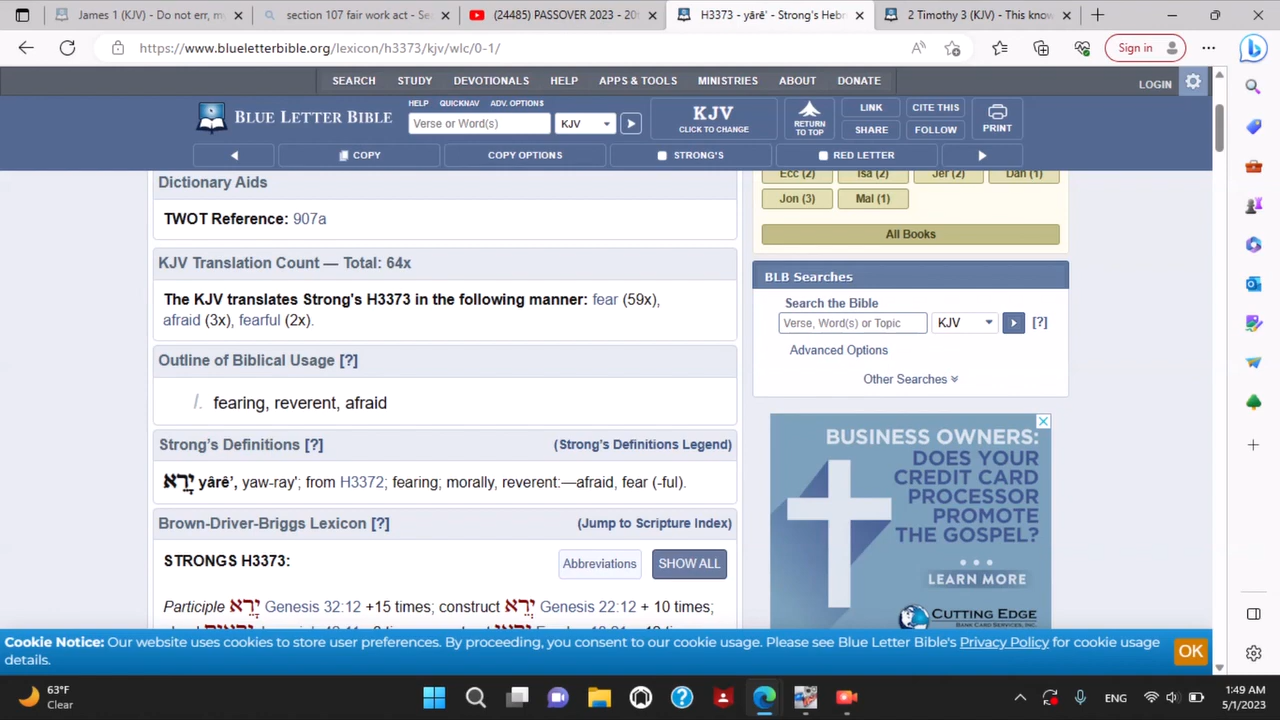 James 1 (KJV) - Do not err, m
section 107 fair work act - Se
(24485) PASSOVER 2023 - 20t
H3373 - yârē' - Strong's Hebr
2 Timothy 3 (KJV) - This know
https://www.blueletterbible.org/lexicon/h3373/kjv/wlc/0-1/
Sign in
SEARCH STUDY DEVOTIONALS HELP APPS & TOOLS MINISTRIES ABOUT DONATE
LOGIN
BLUE LETTER BIBLE
HELP QUICKNAV ADV. OPTIONS
Verse or Word(s)
KJV
KJV
CLICK TO CHANGE
RETURN
TO TOP
LINK
CITE THIS
SHARE
FOLLOW
PRINT
COPY
COPY OPTIONS
STRONG'S
RED LETTER
Dictionary Aids
TWOT Reference: 907a
KJV Translation Count — Total: 64x
The KJV translates Strong's H3373 in the following manner: fear (59x),
afraid (3x), fearful (2x).
Outline of Biblical Usage [?]
I. fearing, reverent, afraid
Strong's Definitions [?]
(Strong's Definitions Legend)
יָרֵא yârêʼ, yaw-ray'; from H3372; fearing; morally, reverent:—afraid, fear (-ful).
Brown-Driver-Briggs Lexicon [?]
(Jump to Scripture Index)
STRONGS H3373:
Abbreviations
SHOW ALL
Participle יָרֵא Genesis 32:12 +15 times; construct יְרֵא Genesis 22:12 + 10 times;
Ecc (2) Isa (2) Jer (2) Dan (1)
Jon (3) Mal (1)
All Books
BLB Searches
Search the Bible
Verse, Word(s) or Topic
KJV
[?]
Advanced Options
Other Searches
BUSINESS OWNERS:
DOES YOUR
CREDIT CARD
PROCESSOR
PROMOTE
THE GOSPEL?
LEARN MORE
CUTTING EDGE
BANK CARD SERVICES, INC.
Cookie Notice: Our website uses cookies to store user preferences. By proceeding, you consent to our cookie usage. Please see Blue Letter Bible's Privacy Policy for cookie usage
details.
OK
63°F
Clear
ENG
1:49 AM
5/1/2023